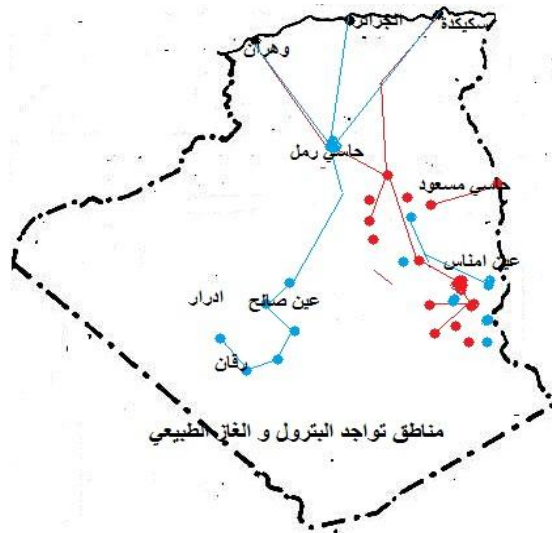 سكيكدة
الجزائر
وهران
حاسي رمل
حاسي مسعود
عين امناس
ادرار
عين صالح
رقان
مناطق تواجد البترول و الغاز الطبيعي